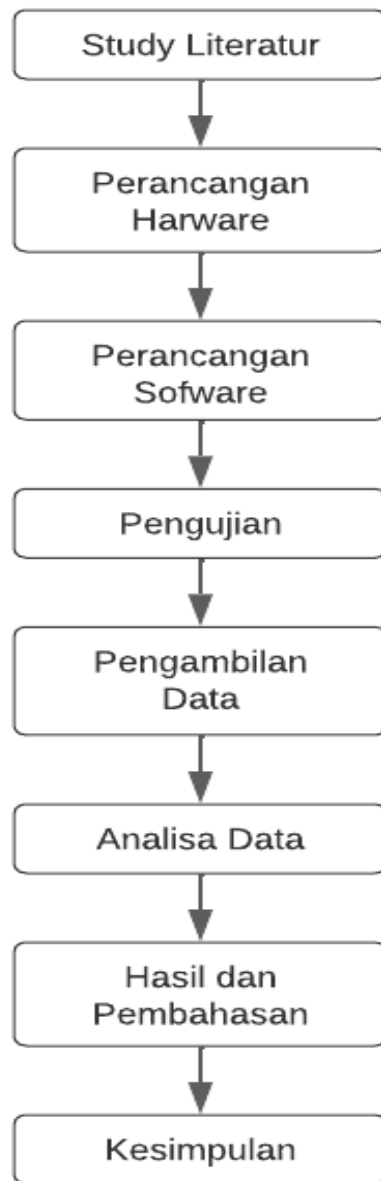 Study Literatur
Perancangan
Harware
Perancangan
Sofware
Pengujian
Pengambilan
Data
Analisa Data
Hasil dan
Pembahasan
Kesimpulan